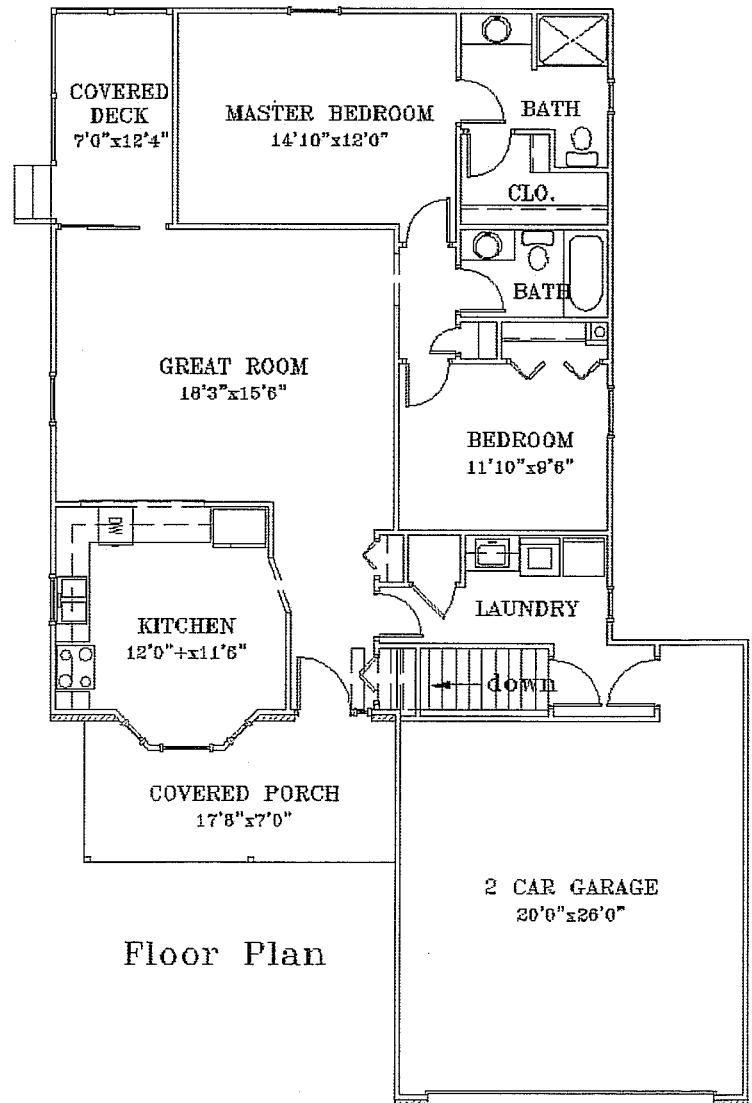 COVERED
DECK
7'0"x12'4"
MASTER BEDROOM
14'10"x12'0"
BATH
CLO.
BATH
GREAT ROOM
18'3"x15'6"
BEDROOM
11'10"x9'6"
DW
KITCHEN
12'0"+x11'6"
LAUNDRY
down
COVERED PORCH
17'8"x7'0"
2 CAR GARAGE
20'0"x26'0"
Floor Plan